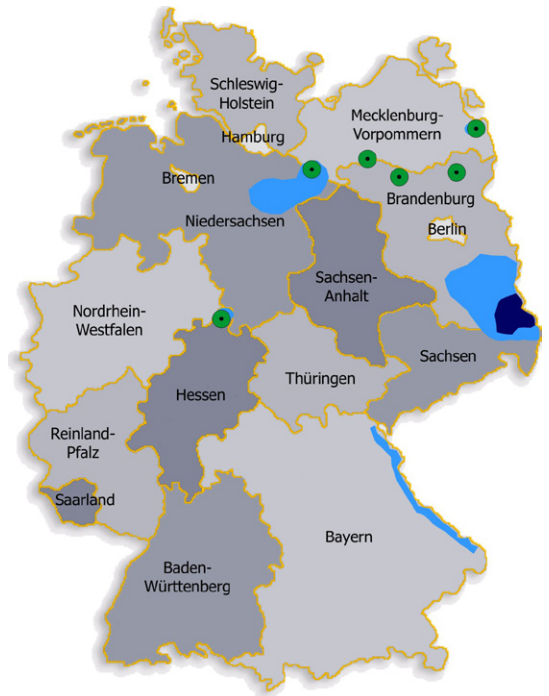 Schleswig-
Holstein
Mecklenburg-
Vorpommern
Hamburg
Bremen
Brandenburg
Niedersachsen
Berlin
Sachsen-
Anhalt
Nordrhein-
Westfalen
Sachsen
Thüringen
Hessen
Reinland-
Pfalz
Saarland
Bayern
Baden-
Württenberg